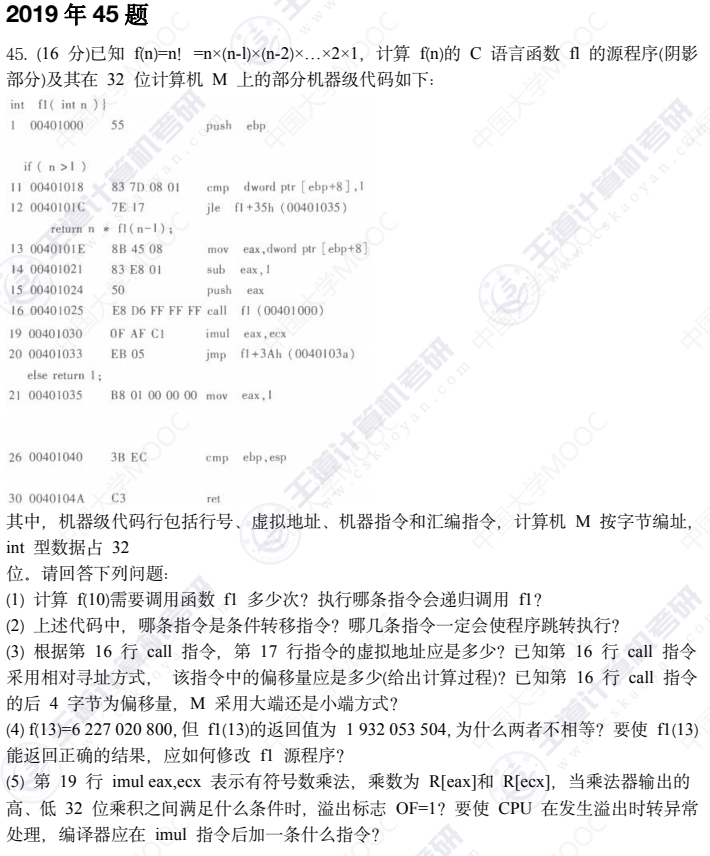 2019 年 45 题
45. (16 分)已知 f(n)=n! =n×(n-l)×(n-2)×…×2×1, 计算 f(n)的 C 语言函数 fl 的源程序(阴影
部分)及其在 32 位计算机 M 上的部分机器级代码如下:
int f1( int n ){
1 00401000 55 push ebp
if ( n >1 )
11 00401018 83 7D 08 01 cmp dword ptr [ebp+8],1
12 0040101C 7E 17 jle f1+35h (00401035)
return n * f1(n-1);
13 0040101E 8B 45 08 mov eax,dword ptr [ebp+8]
14 00401021 83 E8 01 sub eax,1
15 00401024 50 push eax
16 00401025 E8 D6 FF FF FF call f1 (00401000)
19 00401030 0F AF C1 imul eax,ecx
20 00401033 EB 05 jmp f1+3Ah (0040103a)
else return 1;
21 00401035 B8 01 00 00 00 mov eax,1
26 00401040 3B EC cmp ebp,esp
30 0040104A C3 ret
其中, 机器级代码行包括行号、虚拟地址、机器指令和汇编指令, 计算机 M 按字节编址,
int 型数据占 32
位。请回答下列问题:
(1) 计算 f(10)需要调用函数 f1 多少次? 执行哪条指令会递归调用 f1?
(2) 上述代码中, 哪条指令是条件转移指令? 哪几条指令一定会使程序跳转执行?
(3) 根据第 16 行 call 指令, 第 17 行指令的虚拟地址应是多少? 已知第 16 行 call 指令
采用相对寻址方式, 该指令中的偏移量应是多少(给出计算过程)? 已知第 16 行 call 指令
的后 4 字节为偏移量, M 采用大端还是小端方式?
(4) f(13)=6 227 020 800, 但 f1(13)的返回值为 1 932 053 504, 为什么两者不相等? 要使 f1(13)
能返回正确的结果, 应如何修改 f1 源程序?
(5) 第 19 行 imul eax,ecx 表示有符号数乘法, 乘数为 R[eax]和 R[ecx], 当乘法器输出的
高、低 32 位乘积之间满足什么条件时, 溢出标志 OF=1? 要使 CPU 在发生溢出时转异常
处理, 编译器应在 imul 指令后加一条什么指令?